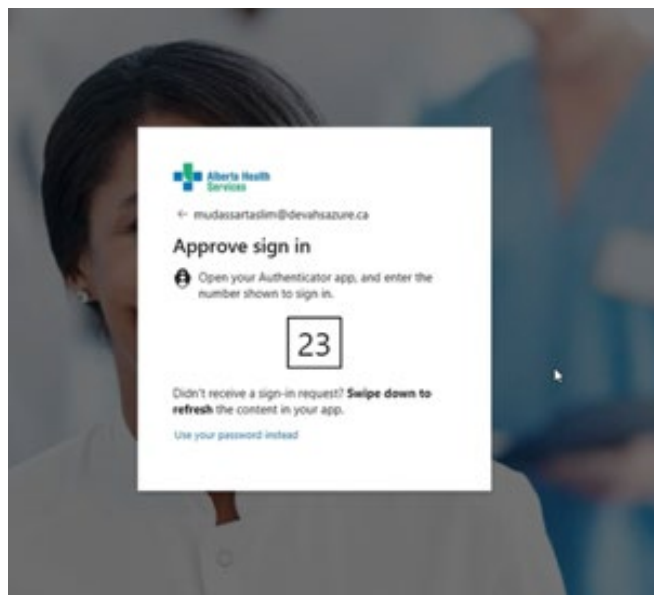 Alberta Health
Services
← mudassartaslim@devahsazure.ca
Approve sign in
Open your Authenticator app, and enter the
number shown to sign in.
23
Didn't receive a sign-in request? Swipe down to
refresh the content in your app.
Use your password instead